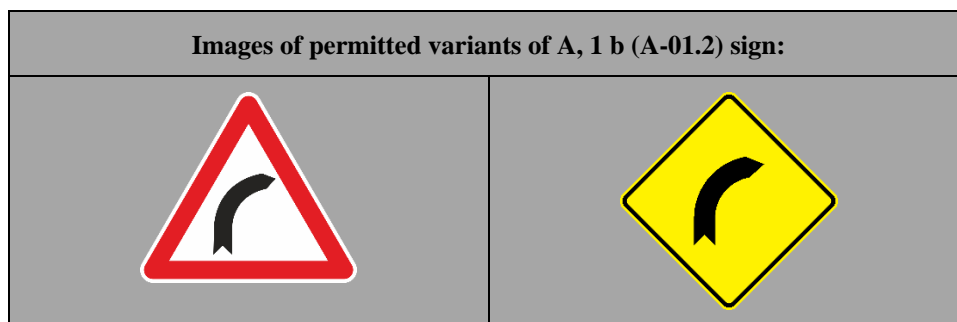 Images of permitted variants of A, 1 b (A-01.2) sign: